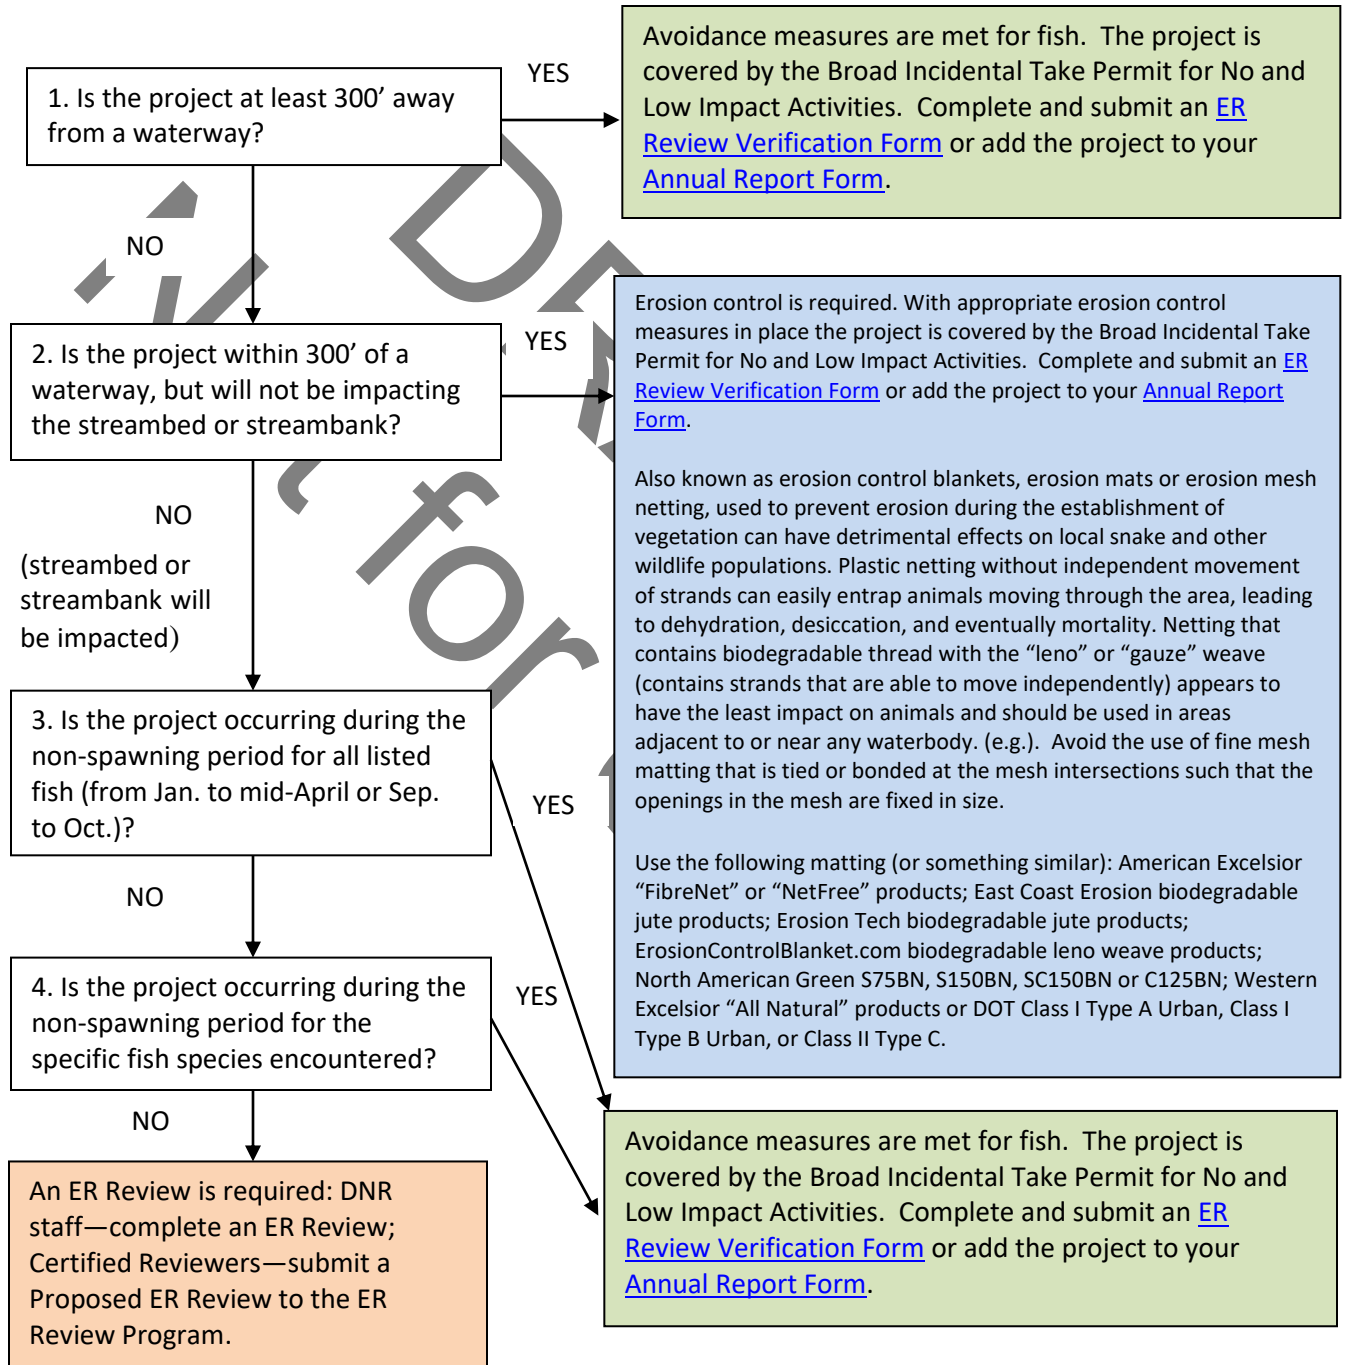 1. Is the project at least 300’ away
from a waterway?
YES
Avoidance measures are met for fish.  The project is
covered by the Broad Incidental Take Permit for No and
Low Impact Activities.  Complete and submit an ER
Review Verification Form or add the project to your
Annual Report Form.
NO
2. Is the project within 300’ of a
waterway, but will not be impacting
the streambed or streambank?
YES
Erosion control is required. With appropriate erosion control
measures in place the project is covered by the Broad Incidental Take
Permit for No and Low Impact Activities.  Complete and submit an ER
Review Verification Form or add the project to your Annual Report
Form.
Also known as erosion control blankets, erosion mats or erosion mesh
netting, used to prevent erosion during the establishment of
vegetation can have detrimental effects on local snake and other
wildlife populations. Plastic netting without independent movement
of strands can easily entrap animals moving through the area, leading
to dehydration, desiccation, and eventually mortality. Netting that
contains biodegradable thread with the “leno” or “gauze” weave
(contains strands that are able to move independently) appears to
have the least impact on animals and should be used in areas
adjacent to or near any waterbody. (e.g.).  Avoid the use of fine mesh
matting that is tied or bonded at the mesh intersections such that the
openings in the mesh are fixed in size.
Use the following matting (or something similar): American Excelsior
“FibreNet” or “NetFree” products; East Coast Erosion biodegradable
jute products; Erosion Tech biodegradable jute products;
ErosionControlBlanket.com biodegradable leno weave products;
North American Green S75BN, S150BN, SC150BN or C125BN; Western
Excelsior “All Natural” products or DOT Class I Type A Urban, Class I
Type B Urban, or Class II Type C.
NO
(streambed or
streambank will
be impacted)
3. Is the project occurring during the
non-spawning period for all listed
fish (from Jan. to mid-April or Sep.
to Oct.)?
YES
NO
4. Is the project occurring during the
non-spawning period for the
specific fish species encountered?
YES
NO
An ER Review is required: DNR
staff—complete an ER Review;
Certified Reviewers—submit a
Proposed ER Review to the ER
Review Program.
Avoidance measures are met for fish.  The project is
covered by the Broad Incidental Take Permit for No and
Low Impact Activities.  Complete and submit an ER
Review Verification Form or add the project to your
Annual Report Form.
for